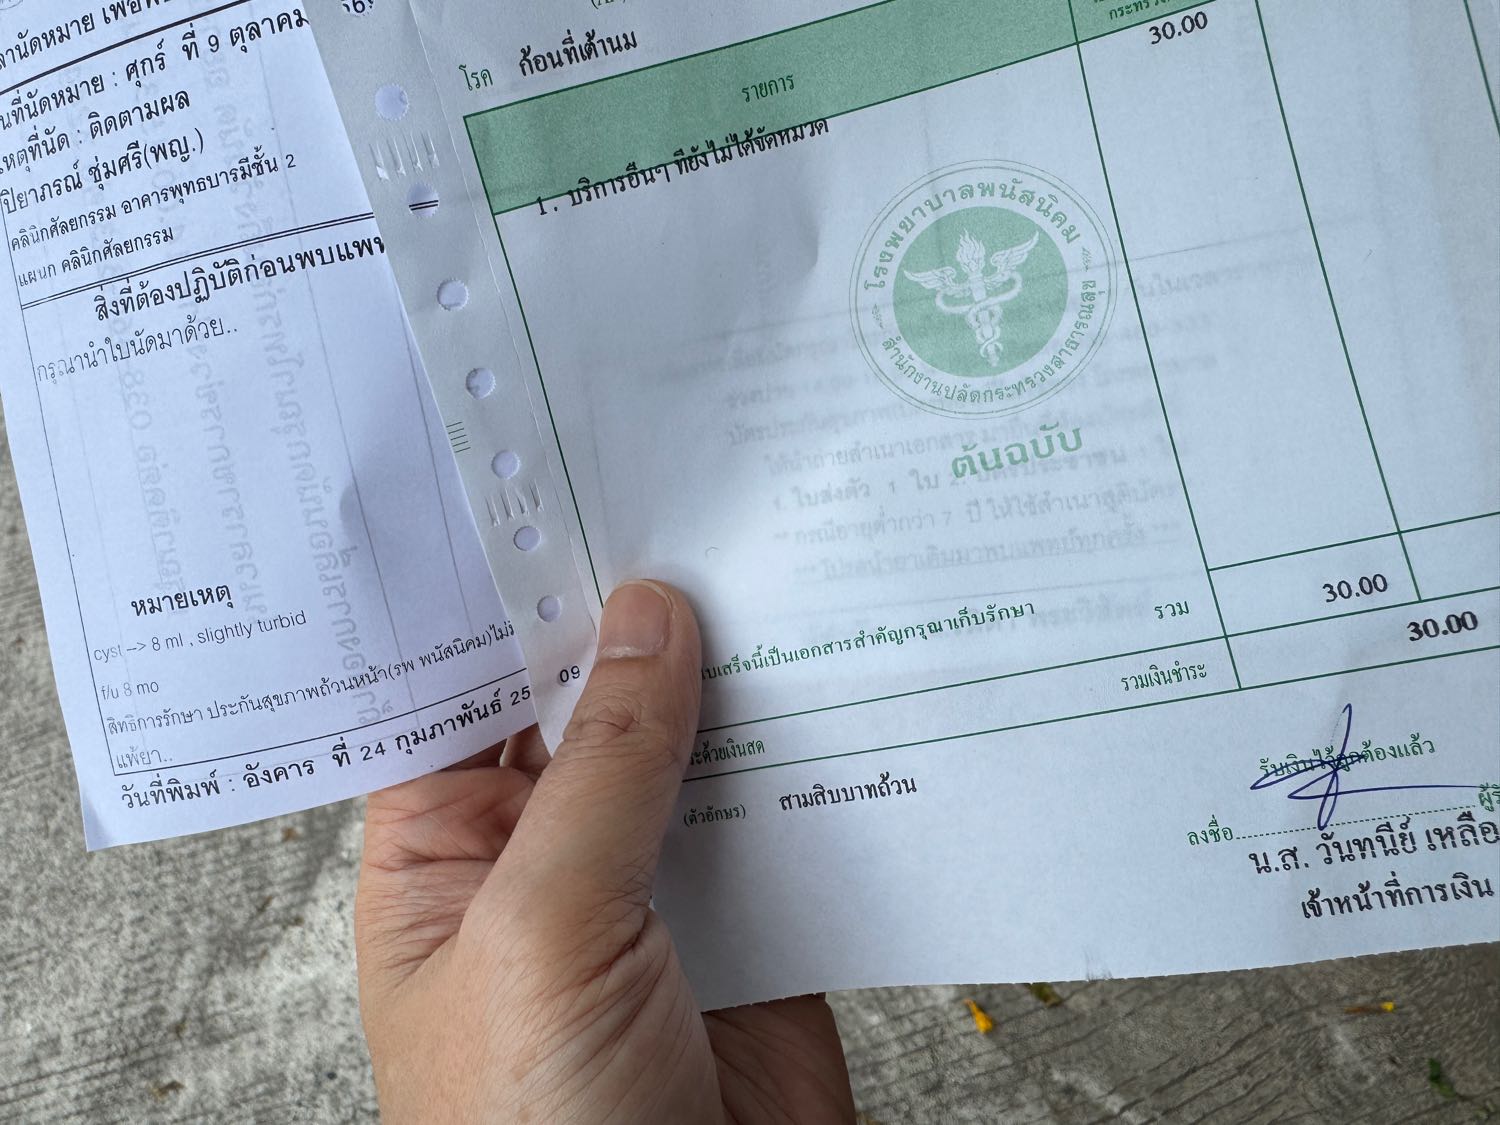 นัดหมาย
วันที่นัดหมาย : ศุกร์ ที่ 9 ตุลาคม
เหตุที่นัด : ติดตามผล
ปิยาภรณ์ ชุ่มศรี(พญ.)
คลินิกศัลยกรรม อาคารพุทธบารมีชั้น 2
แผนก คลินิกศัลยกรรม
สิ่งที่ต้องปฏิบัติก่อนพบแพท
กรุณานำใบนัดมาด้วย..
หมายเหตุ
cyst --> 8 ml , slightly turbid
f/u 8 mo
สิทธิการรักษา ประกันสุขภาพถ้วนหน้า(รพ พนัสนิคม)ไม่
แพ้ยา..
วันที่พิมพ์ : อังคาร ที่ 24 กุมภาพันธ์ 25
09
โรค ก้อนที่เต้านม
รายการ
30.00
1. บริการอื่นๆ ที่ยังไม่ได้จัดหมวด
โรงพยาบาลพนัสนิคม
สำนักงานปลัดกระทรวงสาธารณสุข
ต้นฉบับ
บเสร็จนี้เป็นเอกสารสำคัญกรุณาเก็บรักษา
รวม 30.00
รวมเงินชำระ 30.00
ระด้วยเงินสด
(ตัวอักษร) สามสิบบาทถ้วน
รับเงินไว้ถูกต้องแล้ว
ลงชื่อ
น.ส. วันทนีย์ เหลือ
เจ้าหน้าที่การเงิน